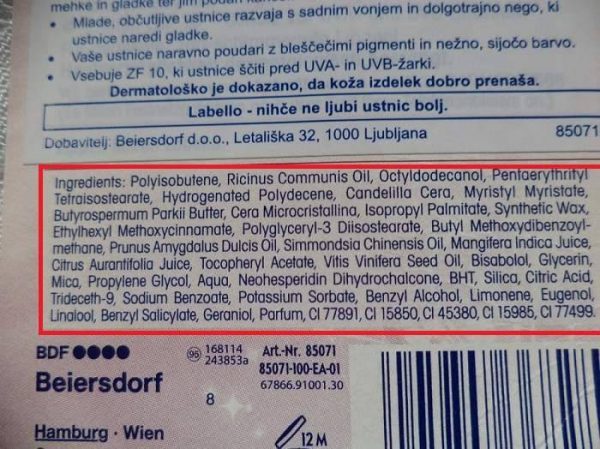 mehke in gladke ter jim podari
• Mlade, občutljive ustnice razvaja s sadnim vonjem in dolgotrajno nego, ki
ustnice naredi gladke.
• Vaše ustnice naravno poudari z bleščečimi pigmenti in nežno, sijočo barvo.
• Vsebuje ZF 10, ki ustnice ščiti pred UVA- in UVB-žarki.
Dermatološko je dokazano, da koža izdelek dobro prenaša.
Labello - nihče ne ljubi ustnic bolj.
Dobavitelj: Beiersdorf d.o.o., Letališka 32, 1000 Ljubljana
85071
Ingredients: Polyisobutene, Ricinus Communis Oil, Octyldodecanol, Pentaerythrityl
Tetraisostearate, Hydrogenated Polydecene, Candelilla Cera, Myristyl Myristate,
Butyrospermum Parkii Butter, Cera Microcristallina, Isopropyl Palmitate, Synthetic Wax,
Ethylhexyl Methoxycinnamate, Polyglyceryl-3 Diisostearate, Butyl Methoxydibenzoyl-
methane, Prunus Amygdalus Dulcis Oil, Simmondsia Chinensis Oil, Mangifera Indica Juice,
Citrus Aurantifolia Juice, Tocopheryl Acetate, Vitis Vinifera Seed Oil, Bisabolol, Glycerin,
Mica, Propylene Glycol, Aqua, Neohesperidin Dihydrochalcone, BHT, Silica, Citric Acid,
Trideceth-9, Sodium Benzoate, Potassium Sorbate, Benzyl Alcohol, Limonene, Eugenol,
Linalool, Benzyl Salicylate, Geraniol, Parfum, CI 77891, CI 15850, CI 45380, CI 15985, CI 77499.
BDF
96
168114
243853a
Art.-Nr. 85071
85071-100-EA-01
67866.91001.30
Beiersdorf
8
Hamburg · Wien
12 M